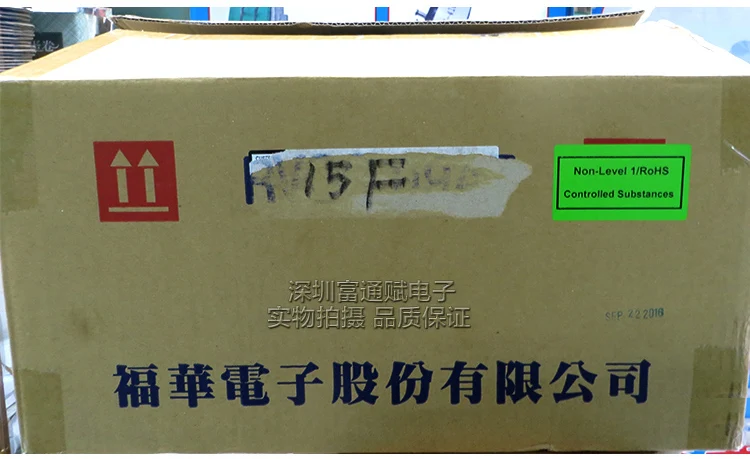 15F
Non-Level 1/RoHS
Controlled Substances
深圳富通赋电子
实物拍摄 品质保证
SEP. 22 2016
福華電子股份有限公司